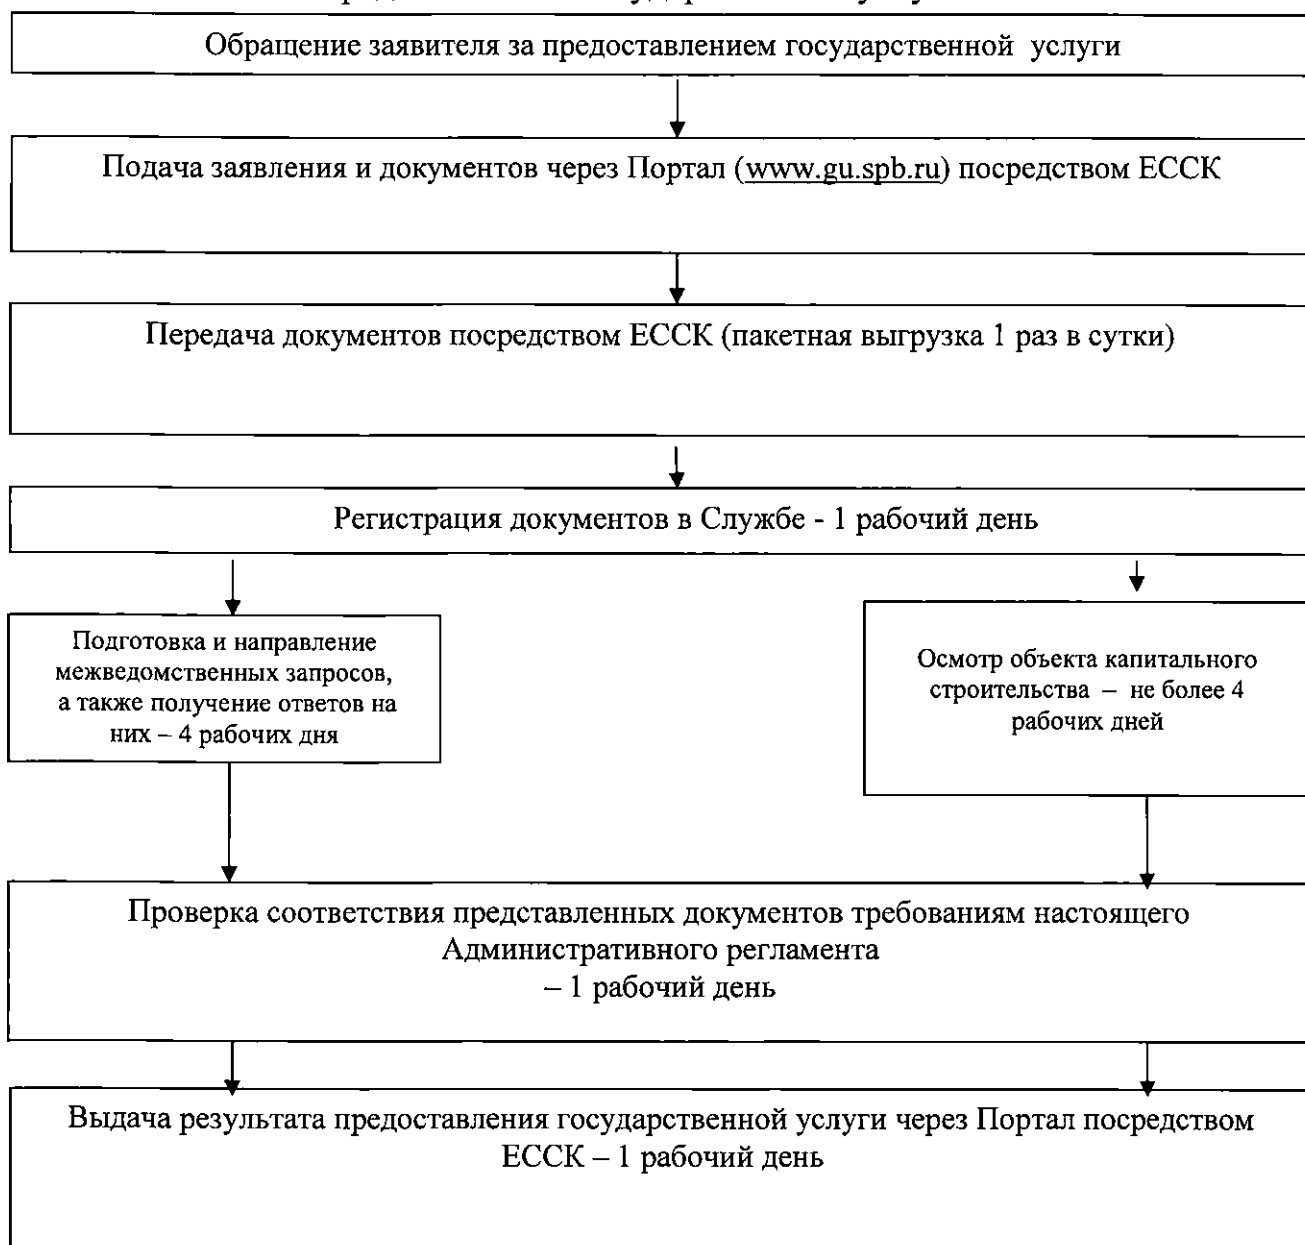 Обращение заявителя за предоставлением государственной услуги
Подача заявления и документов через Портал (www.gu.spb.ru) посредством ЕССК
Передача документов посредством ЕССК (пакетная выгрузка 1 раз в сутки)
Регистрация документов в Службе - 1 рабочий день
Подготовка и направление
межведомственных запросов,
а также получение ответов на
них – 4 рабочих дня
Осмотр объекта капитального
строительства – не более 4
рабочих дней
Проверка соответствия представленных документов требованиям настоящего
Административного регламента
– 1 рабочий день
Выдача результата предоставления государственной услуги через Портал посредством
ЕССК – 1 рабочий день